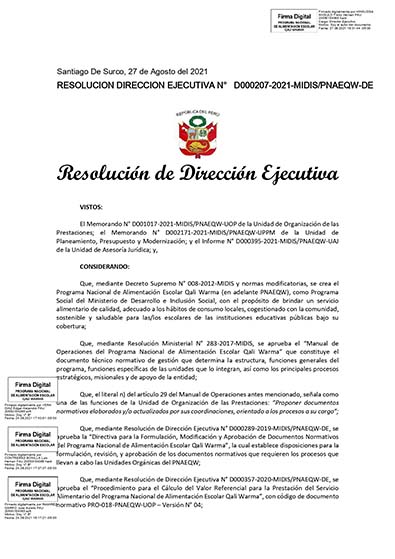 Firma Digital
PROGRAMA NACIONAL
DE ALIMENTACIÓN ESCOLAR
QALI WARMA
Santiago De Surco, 27 de Agosto del 2021
RESOLUCION DIRECCION EJECUTIVA N° D000207-2021-MIDIS/PNAEQW-DE
Resolución de Dirección Ejecutiva
VISTOS:
El Memorando N° D001017-2021-MIDIS/PNAEQW-UOP de la Unidad de Organización de las
Prestaciones; el Memorando N° D002171-2021-MIDIS/PNAEQW-UPPM de la Unidad de
Planeamiento, Presupuesto y Modernización; y el Informe N° D000395-2021-MIDIS/PNAEQW-UAJ
de la Unidad de Asesoría Jurídica; y,
CONSIDERANDO:
Que, mediante Decreto Supremo N° 008-2012-MIDIS y normas modificatorias, se crea el
Programa Nacional de Alimentación Escolar Qali Warma (en adelante PNAEQW), como Programa
Social del Ministerio de Desarrollo e Inclusión Social, con el propósito de brindar un servicio
alimentario de calidad, adecuado a los hábitos de consumo locales, cogestionado con la comunidad,
sostenible y saludable para las/los escolares de las instituciones educativas públicas bajo su
cobertura;
Que, mediante Resolución Ministerial N° 283-2017-MIDIS, se aprueba el "Manual de
Operaciones del Programa Nacional de Alimentación Escolar Qali Warma" que constituye el
documento técnico normativo de gestión que determina la estructura, funciones generales del
programa, funciones específicas de las unidades que lo integran, así como los principales procesos
estratégicos, misionales y de apoyo de la entidad;
Firma Digital
PROGRAMA NACIONAL
DE ALIMENTACIÓN ESCOLAR
QALI WARMA
Que, el literal n) del artículo 29 del Manual de Operaciones antes mencionado, señala como
una de las funciones de la Unidad de Organización de las Prestaciones: "Proponer documentos
normativos elaborados y/o actualizados por sus coordinaciones, orientados a los procesos a su cargo";
Firma Digital
PROGRAMA NACIONAL
DE ALIMENTACIÓN ESCOLAR
QALI WARMA
Que, mediante Resolución de Dirección Ejecutiva N° D000289-2019-MIDIS/PNAEQW-DE, se
aprueba la "Directiva para la Formulación, Modificación y Aprobación de Documentos Normativos
del Programa Nacional de Alimentación Escolar Qali Warma", la cual establece disposiciones para la
formulación, revisión, y aprobación de los documentos normativos que requieren los procesos que
llevan a cabo las Unidades Orgánicas del PNAEQW;
Firma Digital
PROGRAMA NACIONAL
DE ALIMENTACIÓN ESCOLAR
QALI WARMA
Que, mediante Resolución de Dirección Ejecutiva N° D000357-2020-MIDIS/PNAEQW-DE, se
aprueba el "Procedimiento para el Cálculo del Valor Referencial para la Prestación del Servicio
Alimentario del Programa Nacional de Alimentación Escolar Qali Warma", con código de documento
normativo PRO-018-PNAEQW-UOP – Versión N° 04;